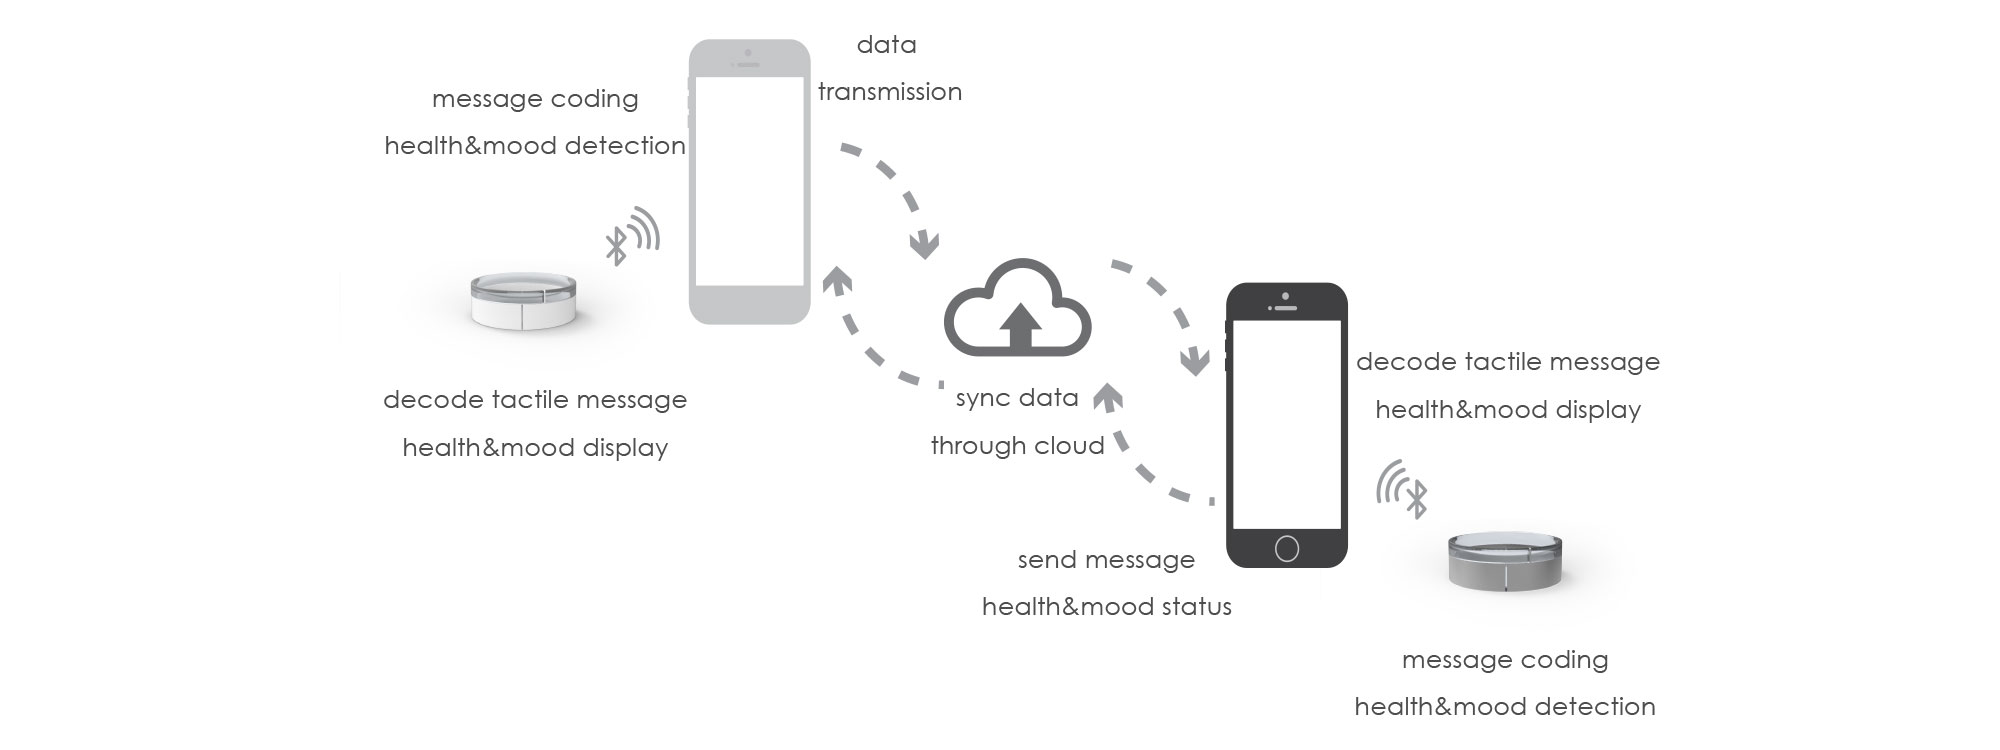 data
transmission
message coding
health&mood detection
decode tactile message
health&mood display
sync data
through cloud
decode tactile message
health&mood display
send message
health&mood status
message coding
health&mood detection